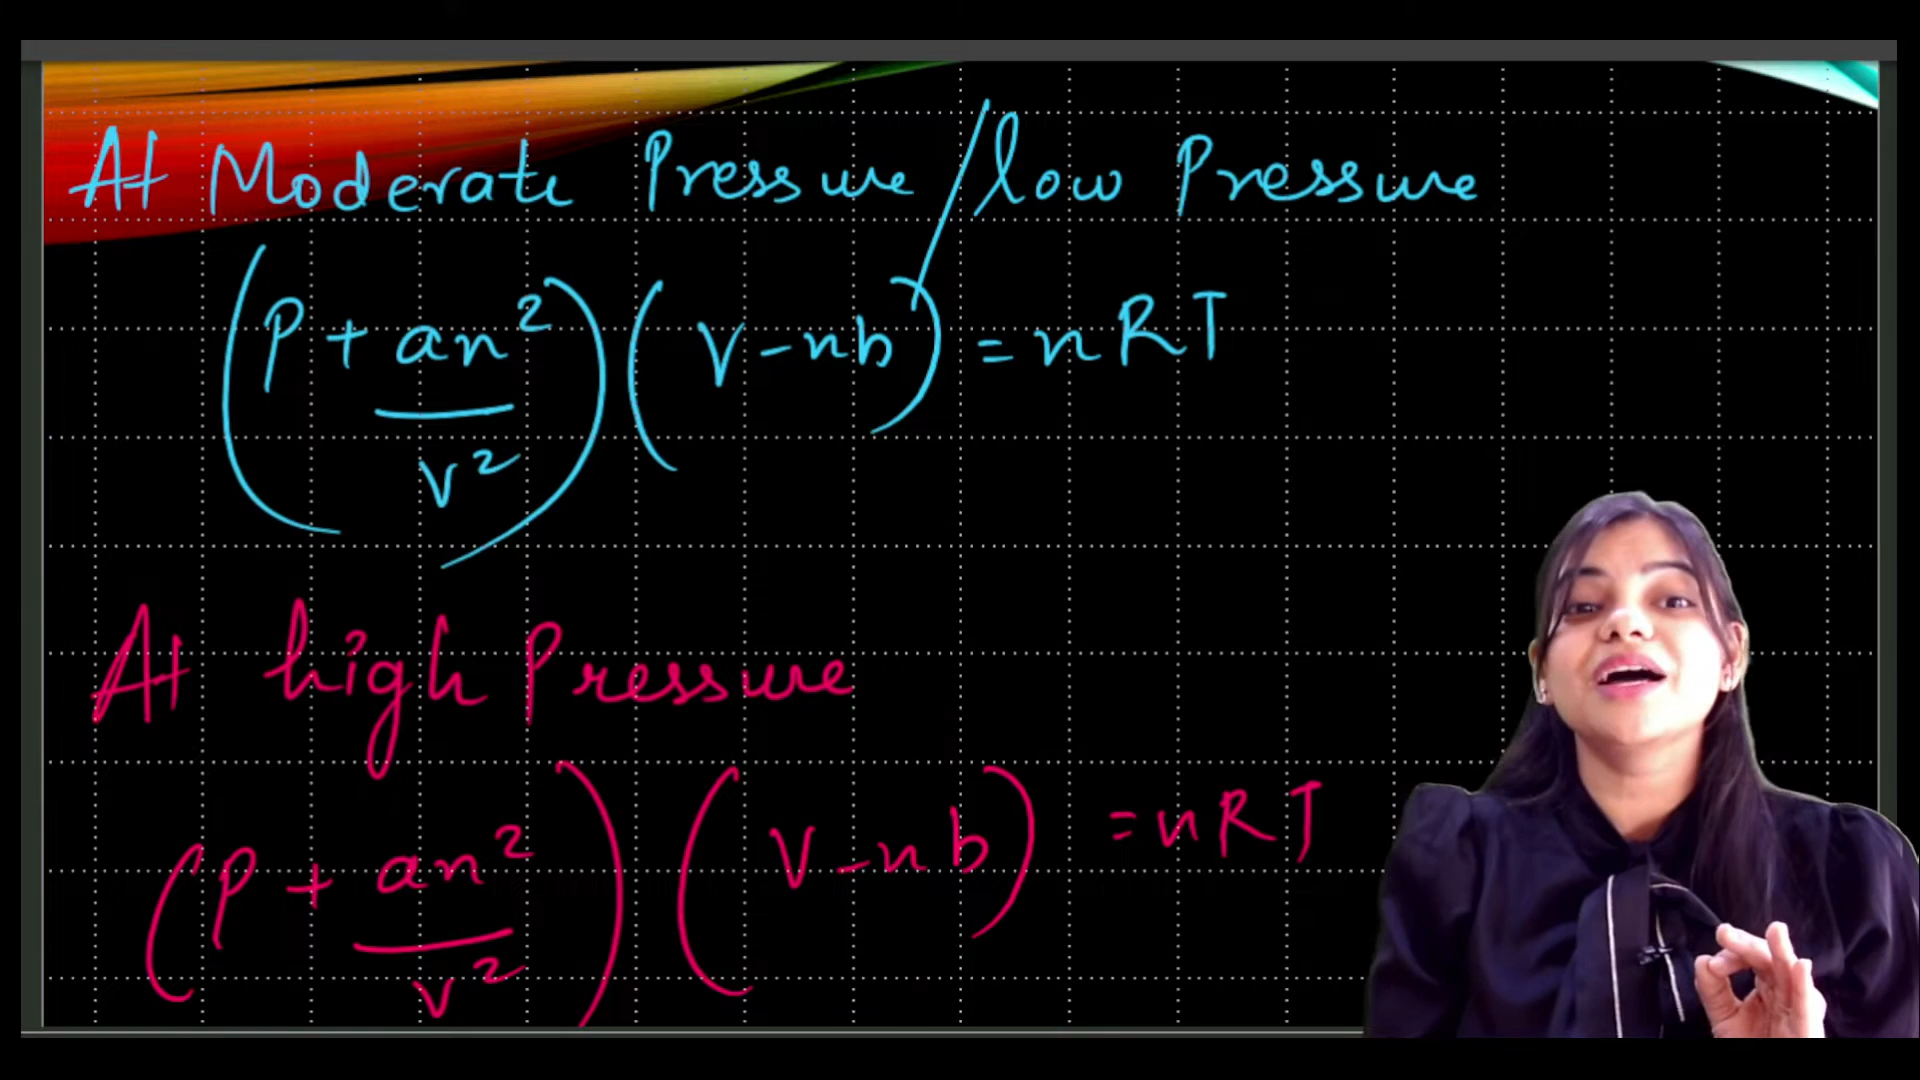 At Moderate Pressure / low Pressure
(P + an²/v²) (V - nb) = nRT
At high Pressure
(P + an²/v²) (V - nb) = nRT